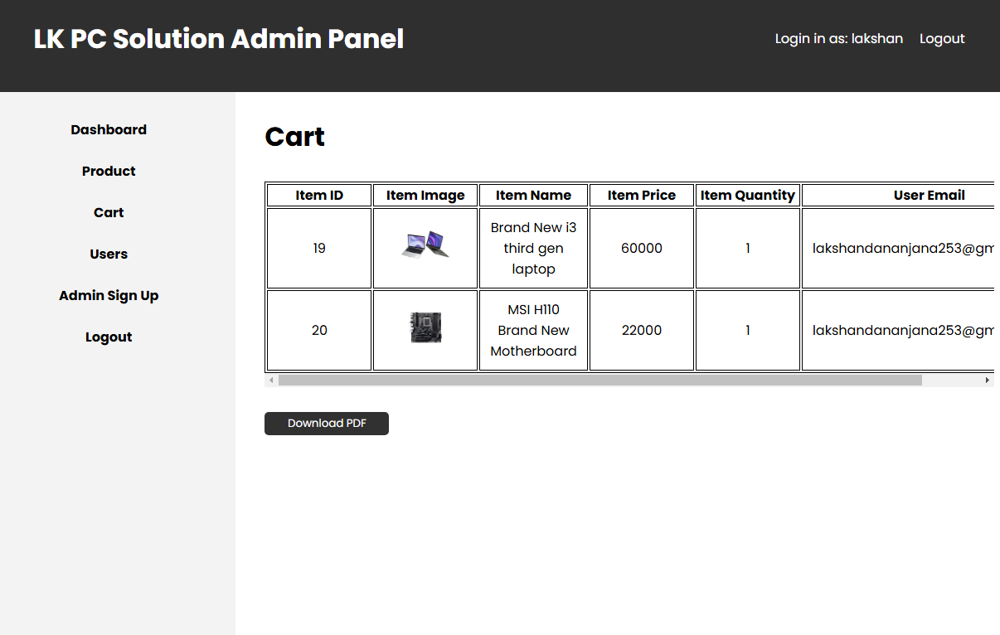 LK PC Solution Admin Panel
Login in as: lakshan Logout
Dashboard
Product
Cart
Users
Admin Sign Up
Logout
Cart
Item ID Item Image Item Name Item Price Item Quantity User Email
19 Brand New i3 third gen laptop 60000 1 lakshandananjana253@gm
20 MSI H110 Brand New Motherboard 22000 1 lakshandananjana253@gm
Download PDF